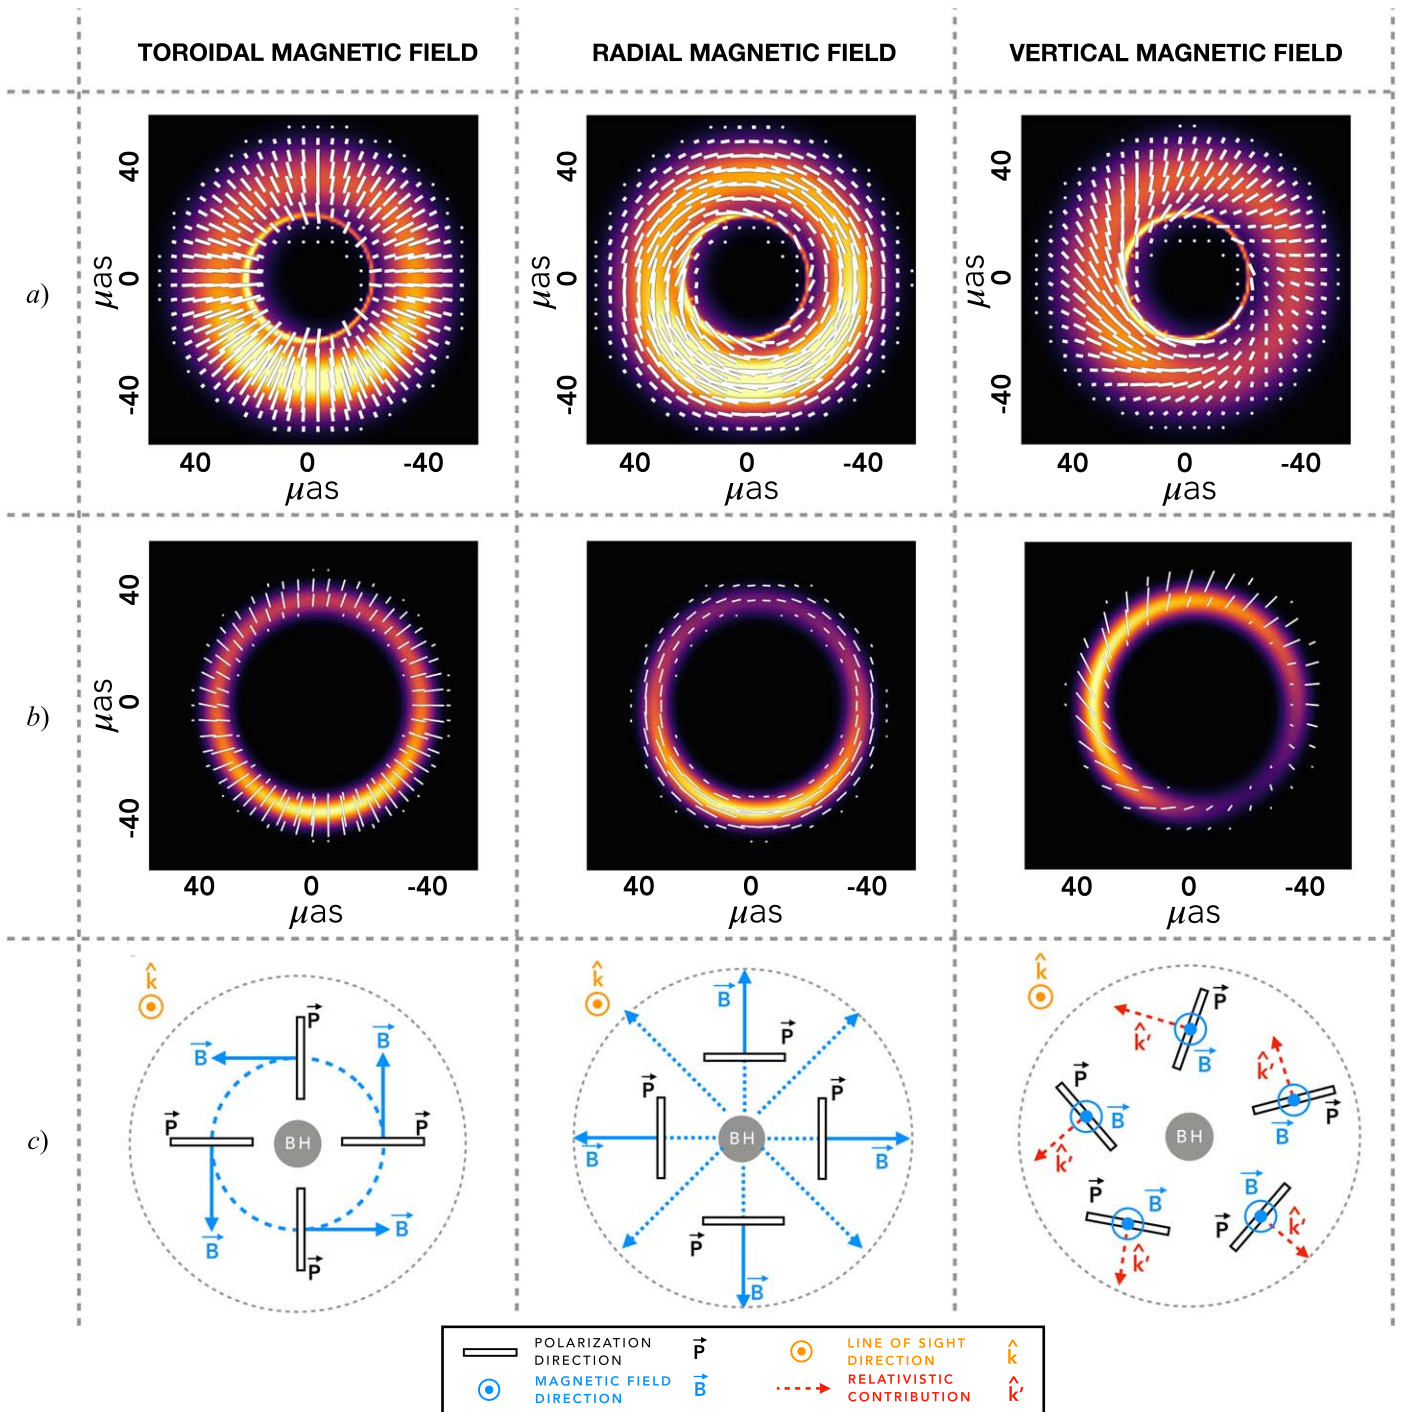 TOROIDAL MAGNETIC FIELD
RADIAL MAGNETIC FIELD
VERTICAL MAGNETIC FIELD
a)
40
0
-40
μas
40 0 -40
μas
40
0
-40
μas
40 0 -40
μas
40
0
-40
μas
40 0 -40
μas
b)
40
0
-40
μas
40 0 -40
μas
40 0 -40
μas
40 0 -40
μas
c)
k̂
P⃗
B⃗
B⃗
P⃗
BH
P⃗
B⃗
B⃗
P⃗
k̂
B⃗
P⃗
P⃗
P⃗
BH
B⃗
B⃗
P⃗
B⃗
k̂
P⃗
k̂′
B⃗
k̂′
P⃗
B⃗
P⃗
B⃗
BH
k̂′
P⃗
B⃗
B⃗
P⃗
k̂′
k̂′
POLARIZATION
DIRECTION
P⃗
MAGNETIC FIELD
DIRECTION
B⃗
LINE OF SIGHT
DIRECTION
k̂
RELATIVISTIC
CONTRIBUTION
k̂′